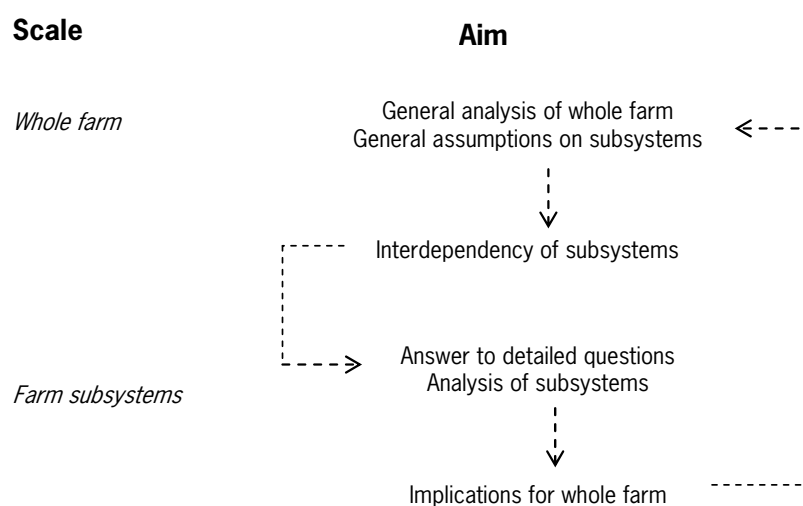 Scale
Aim
Whole farm
General analysis of whole farm
General assumptions on subsystems
Interdependency of subsystems
Answer to detailed questions
Analysis of subsystems
Farm subsystems
Implications for whole farm